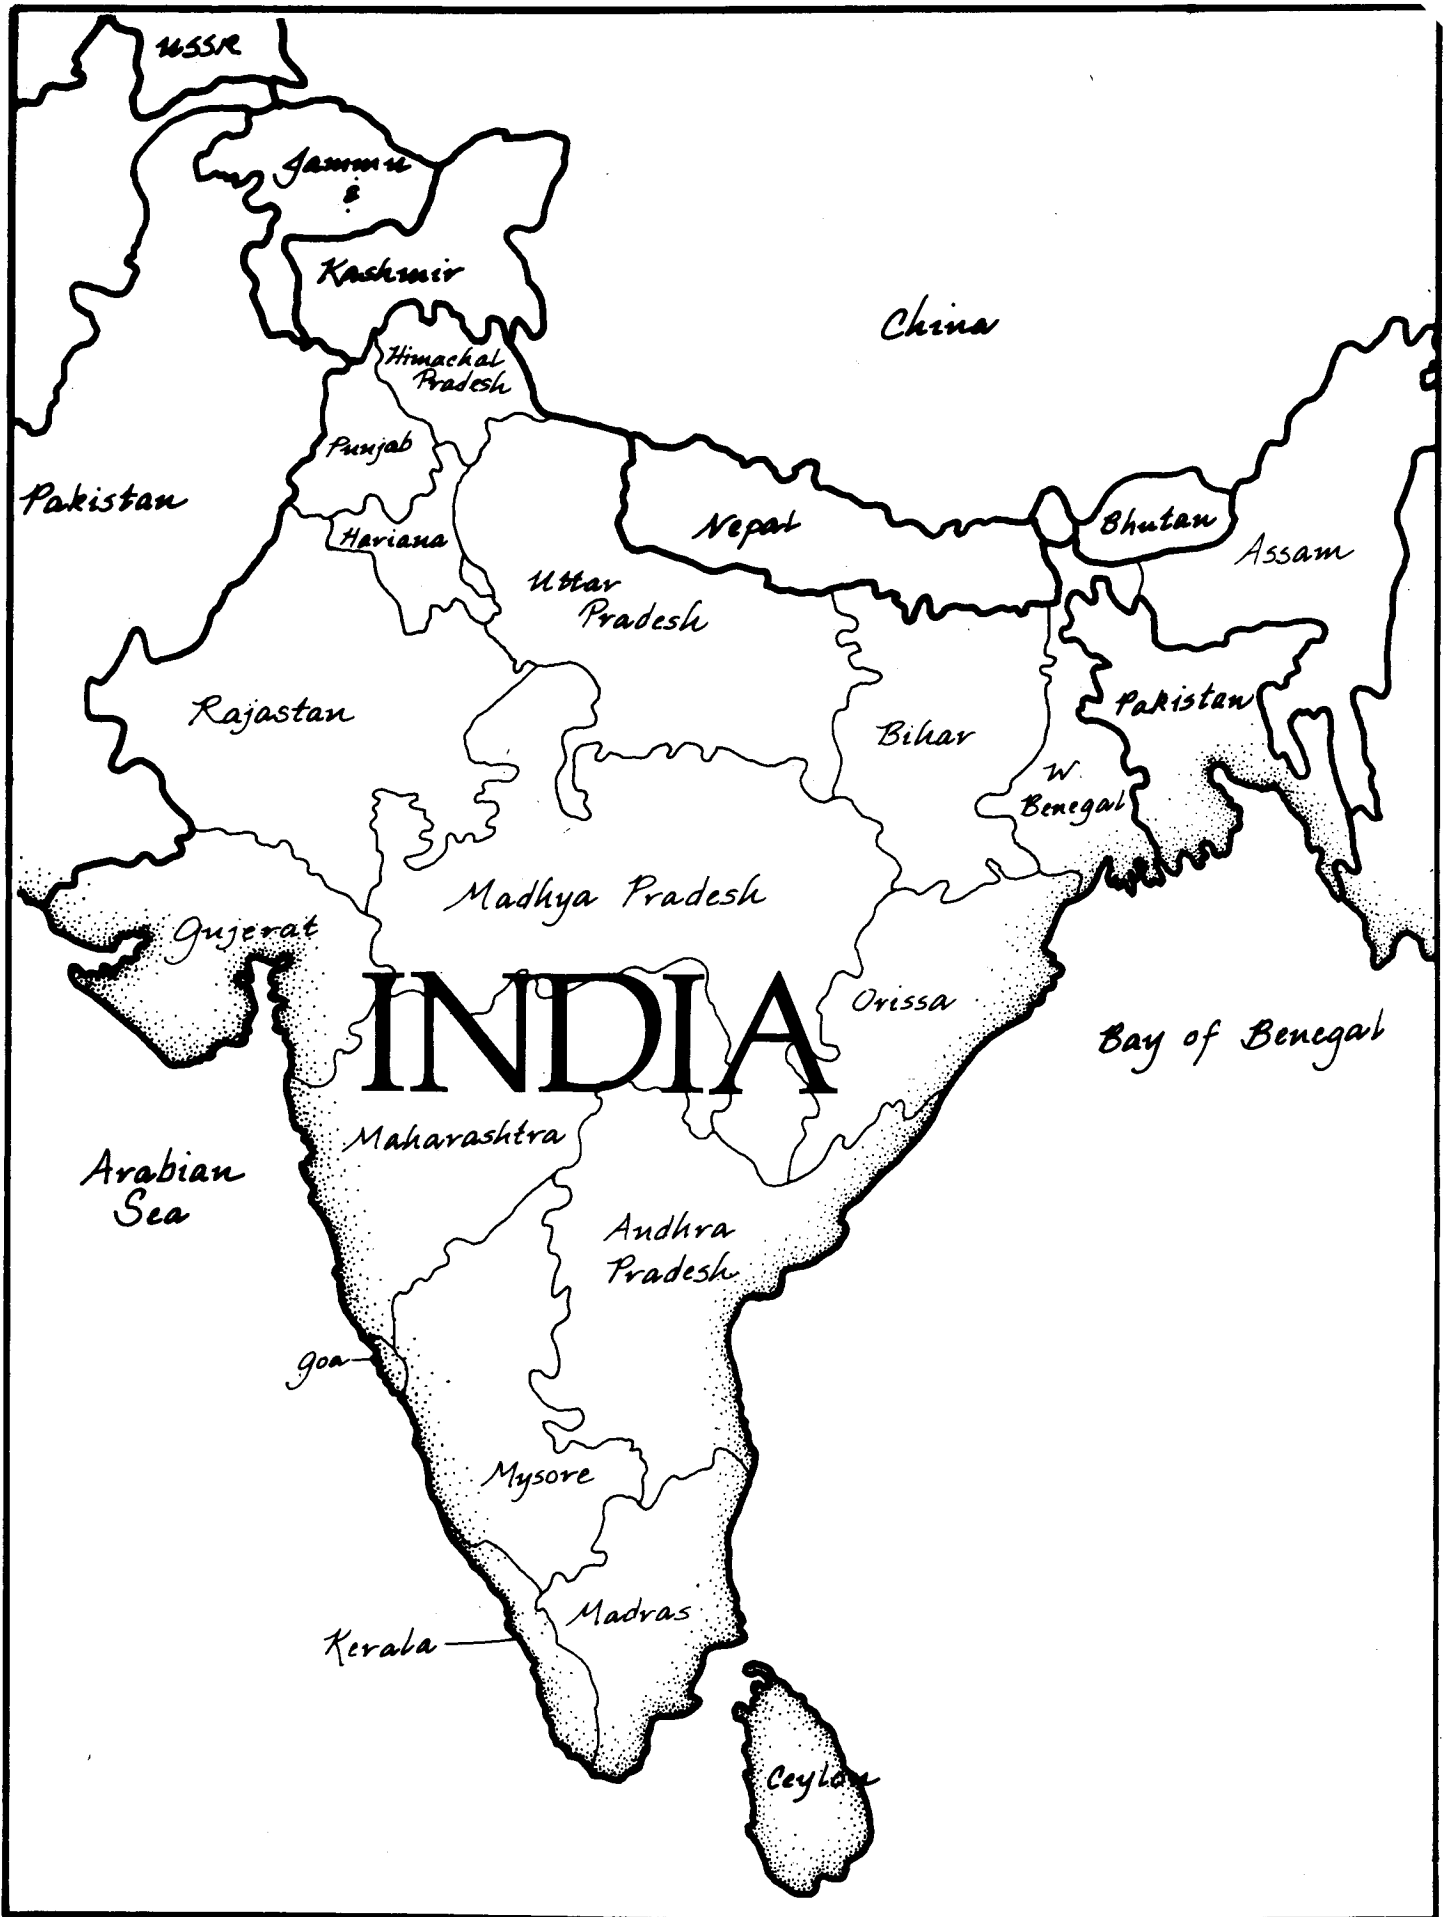 USSR
Jammu
&
Kashmir
China
Himachal
Pradesh
Punjab
Pakistan
Nepal
Bhutan
Hariana
Assam
Uttar
Pradesh
Rajastan
Pakistan
Bihar
W.
Benegal
Madhya Pradesh
Gujerat
INDIA
Orissa
Bay of Benegal
Maharashtra
Arabian
Sea
Andhra
Pradesh
Goa
Mysore
Madras
Kerala
Ceylon